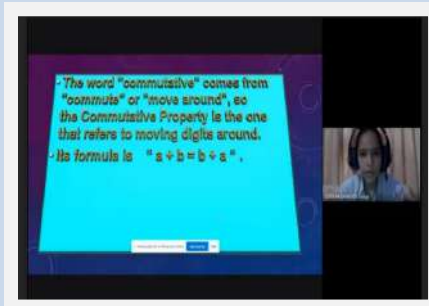 - The word "commutative" comes from
"commute" or "move around", so
the Commutative Property is the one
that refers to moving digits around.
- Its formula is " a + b = b + a " .